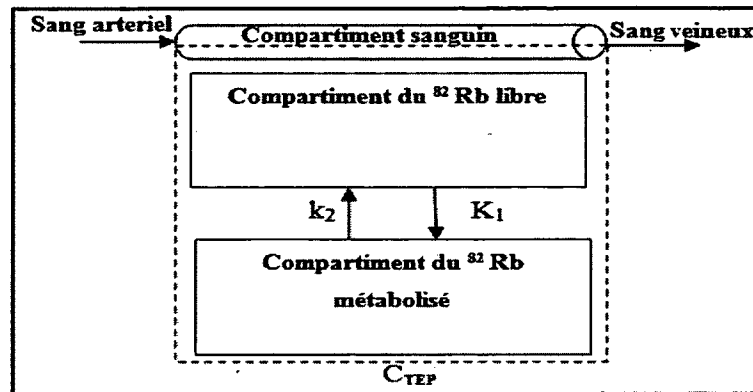 Sang arteriel
Compartiment sanguin
Sang veineux
Compartiment du ⁸² Rb libre
k₂
K₁
Compartiment du ⁸² Rb
métabolisé
C_TEP